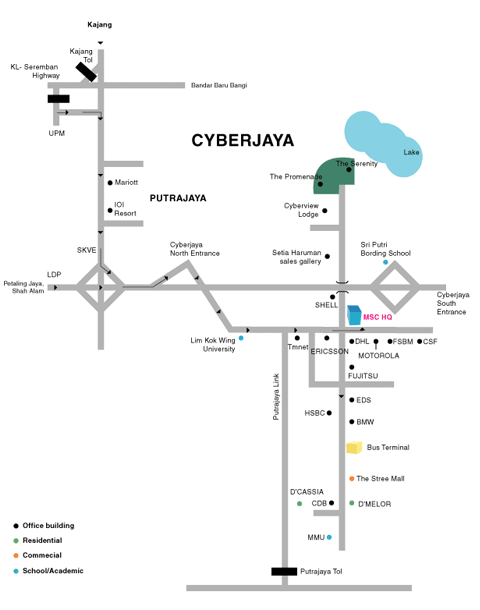 Kajang
Kajang
Tol
KL- Seremban
Highway
Bandar Baru Bangi
UPM
CYBERJAYA
Lake
The Serenity
The Promenade
Mariott
PUTRAJAYA
IOI
Resort
Cyberview
Lodge
SKVE
Cyberjaya
North Entrance
Setia Haruman
sales gallery
Sri Putri
Bording School
LDP
Petaling Jaya,
Shah Alam
Cyberjaya
South
Entrance
SHELL
MSC HQ
Lim Kok Wing
University
Tmnet
ERICSSON
DHL
FSBM
CSF
MOTOROLA
FUJITSU
Putrajaya Link
EDS
HSBC
BMW
Bus Terminal
The Stree Mall
D'CASSIA
CDB
D'MELOR
MMU
Putrajaya Tol
Office building
Residential
Commecial
School/Academic